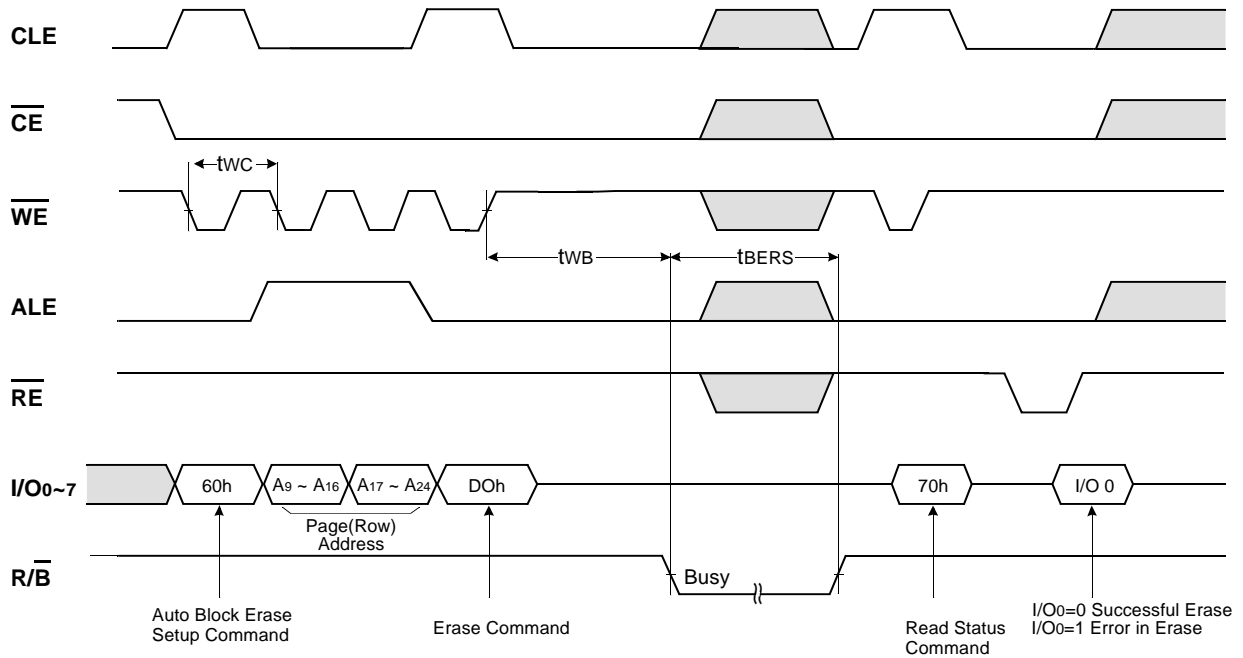 CLE
CE
tWC
WE
tWB
tBERS
ALE
RE
I/O0~7
60h
A9 ~ A16
A17 ~ A24
DOh
70h
I/O 0
Page(Row)
Address
R/B
Busy
Auto Block Erase
Setup Command
Erase Command
Read Status
Command
I/O0=0 Successful Erase
I/O0=1 Error in Erase